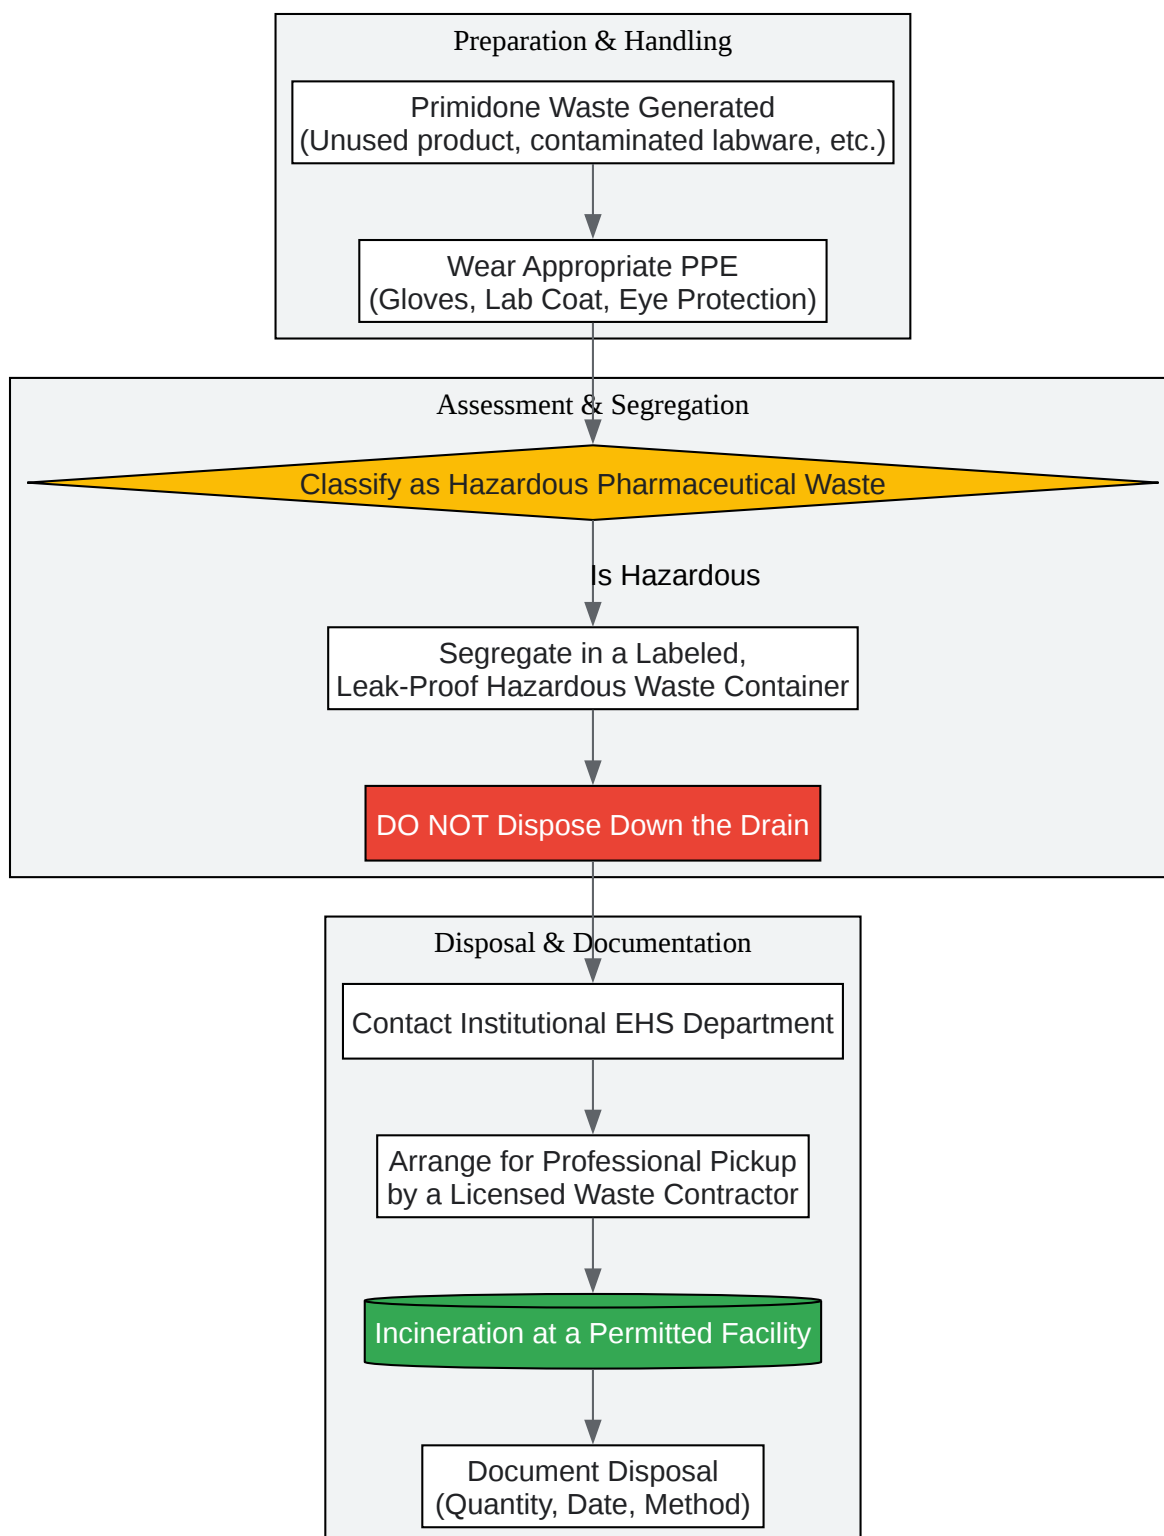 Preparation & Handling
Primidone Waste Generated
(Unused product, contaminated labware, etc.)
Wear Appropriate PPE
(Gloves, Lab Coat, Eye Protection)
Assessment & Segregation
Classify as Hazardous Pharmaceutical Waste
Is Hazardous
Segregate in a Labeled,
Leak-Proof Hazardous Waste Container
DO NOT Dispose Down the Drain
Disposal & Documentation
Contact Institutional EHS Department
Arrange for Professional Pickup
by a Licensed Waste Contractor
Incineration at a Permitted Facility
Document Disposal
(Quantity, Date, Method)